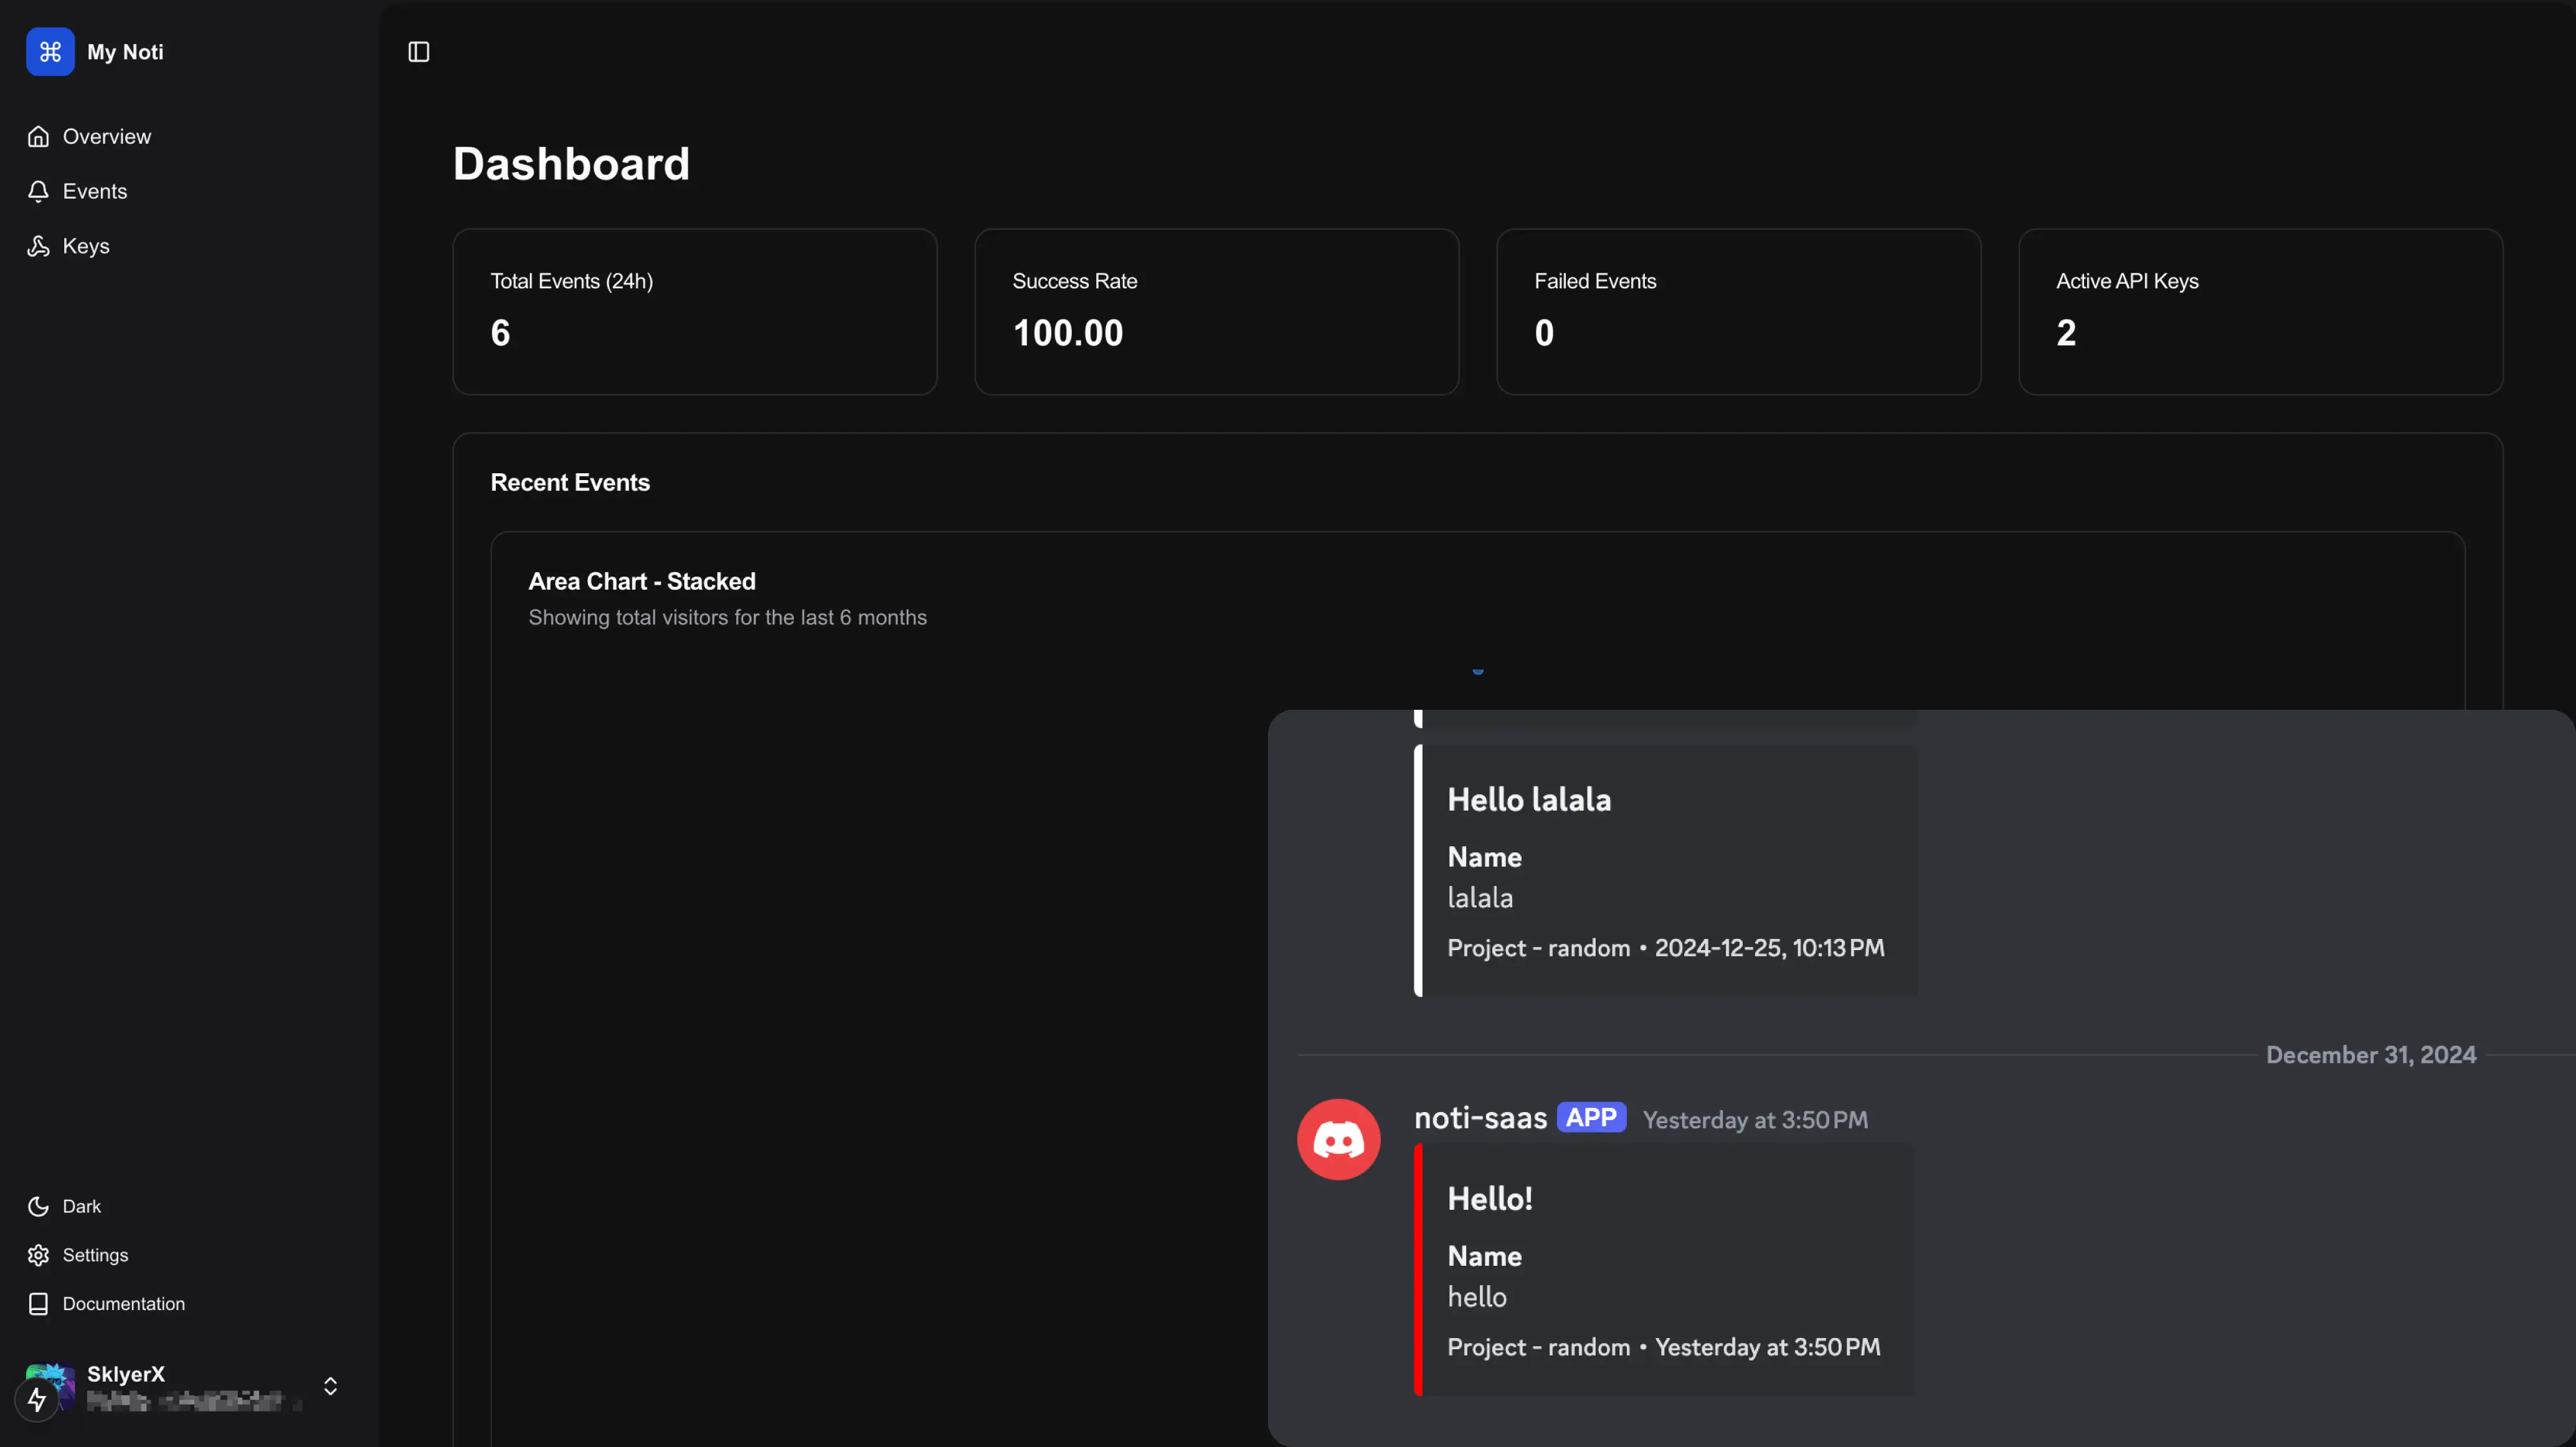 My Noti
Overview
Events
Keys
Dark
Settings
Documentation
SklyerX
Dashboard
Total Events (24h)
6
Success Rate
100.00
Failed Events
0
Active API Keys
2
Recent Events
Area Chart - Stacked
Showing total visitors for the last 6 months
Hello lalala
Name
lalala
Project - random • 2024-12-25, 10:13 PM
December 31, 2024
noti-saas APP Yesterday at 3:50 PM
Hello!
Name
hello
Project - random • Yesterday at 3:50 PM